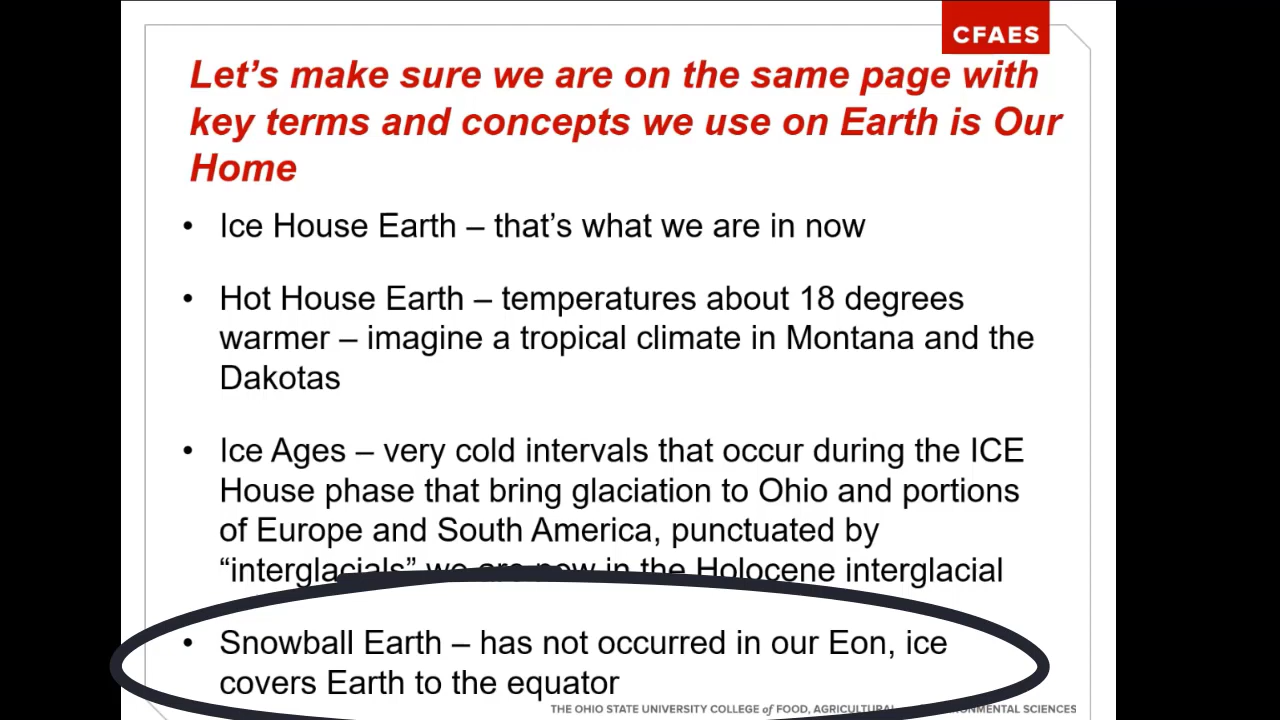 CFAES
Let’s make sure we are on the same page with
key terms and concepts we use on Earth is Our
Home
• Ice House Earth – that’s what we are in now
• Hot House Earth – temperatures about 18 degrees
warmer – imagine a tropical climate in Montana and the
Dakotas
• Ice Ages – very cold intervals that occur during the ICE
House phase that bring glaciation to Ohio and portions
of Europe and South America, punctuated by
“interglacials” we are now in the Holocene interglacial
• Snowball Earth – has not occurred in our Eon, ice
covers Earth to the equator
THE OHIO STATE UNIVERSITY COLLEGE of FOOD, AGRICULTURAL SCIENCES